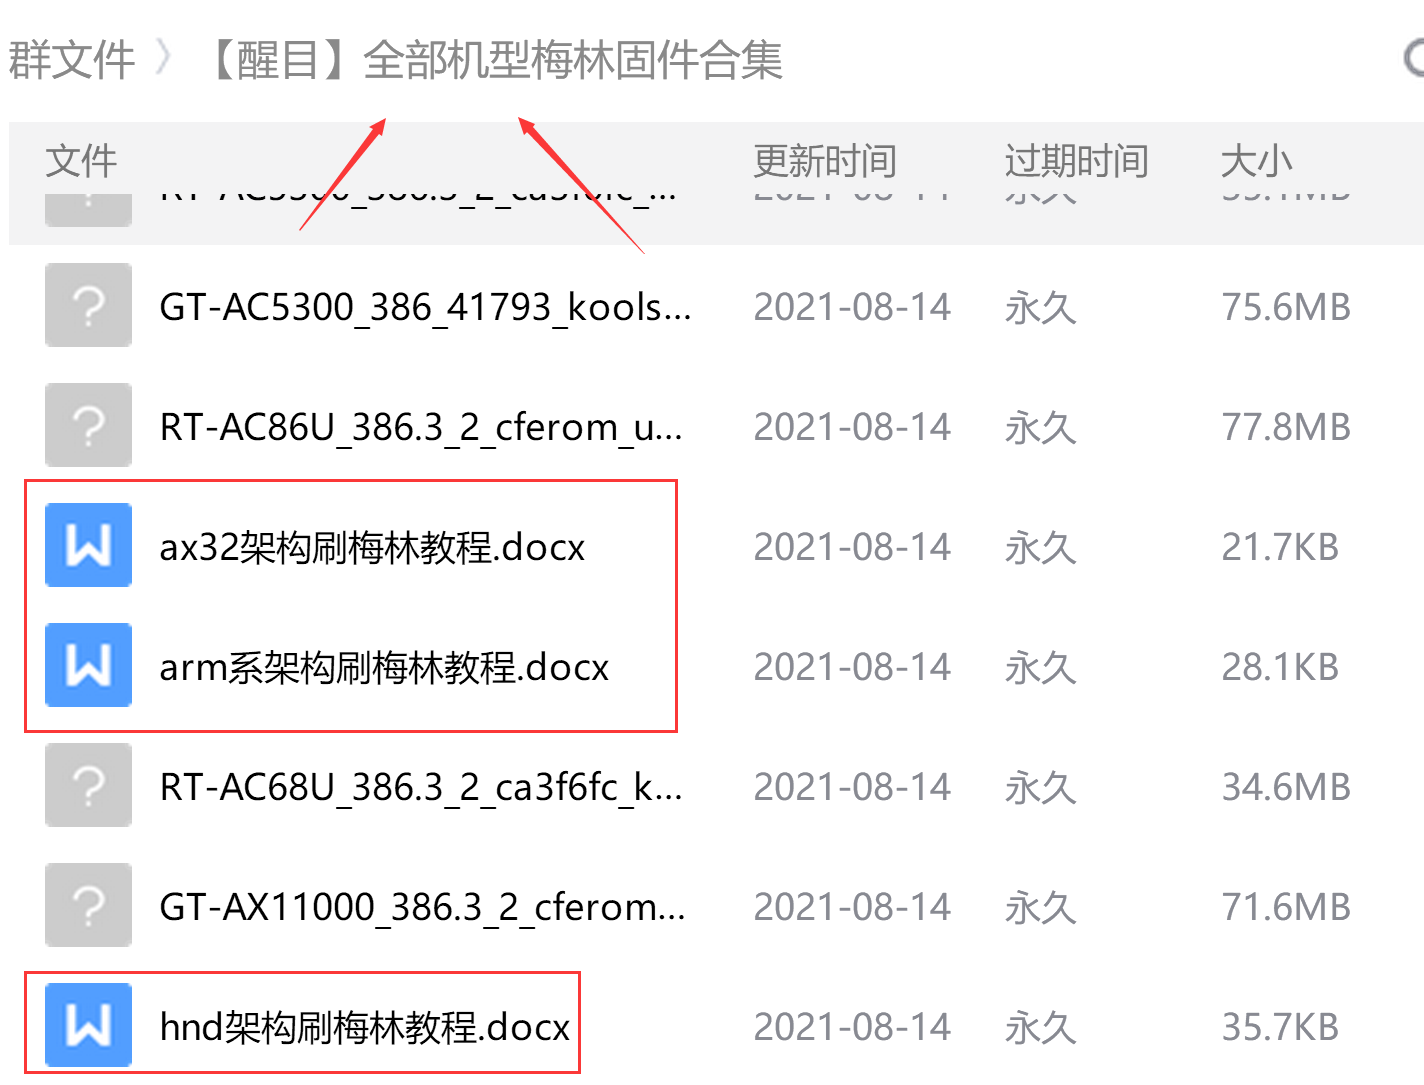 群文件 〉 【醒目】全部机型梅林固件合集
文件 更新时间 过期时间 大小
GT-AC5300_386_41793_kools... 2021-08-14 永久 75.6MB
RT-AC86U_386.3_2_cferom_u... 2021-08-14 永久 77.8MB
ax32架构刷梅林教程.docx 2021-08-14 永久 21.7KB
arm系架构刷梅林教程.docx 2021-08-14 永久 28.1KB
RT-AC68U_386.3_2_ca3f6fc_k... 2021-08-14 永久 34.6MB
GT-AX11000_386.3_2_cferom... 2021-08-14 永久 71.6MB
hnd架构刷梅林教程.docx 2021-08-14 永久 35.7KB